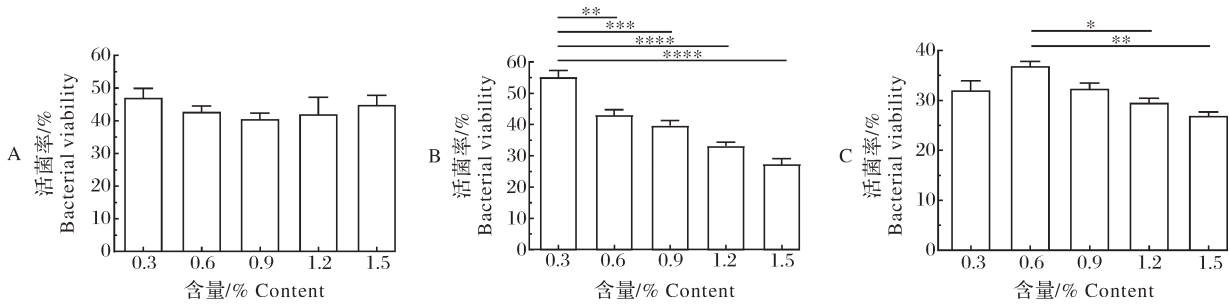 A
活菌率/%
Bacterial viability
60
50
40
30
20
10
0
0.3 0.6 0.9 1.2 1.5
含量/% Content
B
活菌率/%
Bacterial viability
**
***
****
****
60
50
40
30
20
10
0
0.3 0.6 0.9 1.2 1.5
含量/% Content
C
活菌率/%
Bacterial viability
*
**
40
30
20
10
0
0.3 0.6 0.9 1.2 1.5
含量/% Content